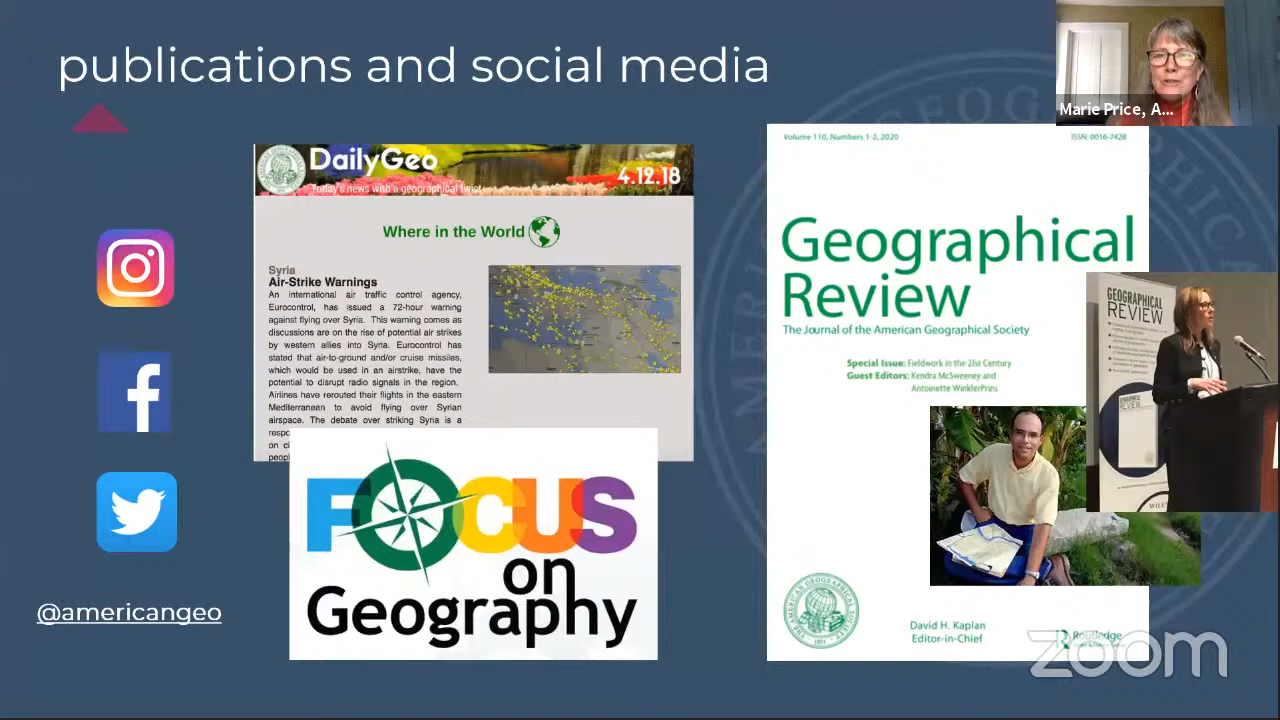 publications and social media
Marie Price, A...
DailyGeo
Today's news with a geographical twist
4.12.18
Where in the World
Syria
Air-Strike Warnings
An international air traffic control agency,
Eurocontrol, has issued a 72-hour warning
against flying over Syria. This warning comes as
discussions are on the rise of potential air strikes
by western allies into Syria. Eurocontrol has
stated that air-to-ground and/or cruise missiles,
which would be used in an airstrike, have the
potential to disrupt radio signals in the region.
Airlines have rerouted their flights in the eastern
Mediterranean to avoid flying over Syrian
airspace. The debate over striking Syria is a
FOCUS
on
Geography
@americangeo
Volume 110, Numbers 1-2, 2020
ISSN: 0016-7428
Geographical
Review
The Journal of the American Geographical Society
Special Issue: Fieldwork in the 21st Century
Guest Editors: Kendra McSweeney and
Antoinette WinklerPrins
GEOGRAPHICAL
REVIEW
THE AMERICAN GEOGRAPHICAL SOCIETY
David H. Kaplan
Editor-in-Chief
Routledge
zoom